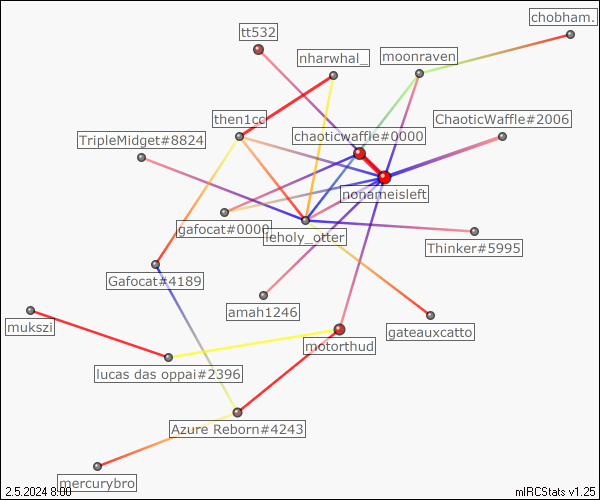 chobham.
tt532
nharwhal_
moonraven
then1cc
ChaoticWaffle#2006
chaoticwaffle#0000
TripleMidget#8824
nonameisleft
gafocat#0000
leholy_otter
Thinker#5995
Gafocat#4189
amah1246
mukszi
gateauxcatto
motorthud
lucas das oppai#2396
Azure Reborn#4243
mercurybro
2.5.2024 8:00
mIRCStats v1.25